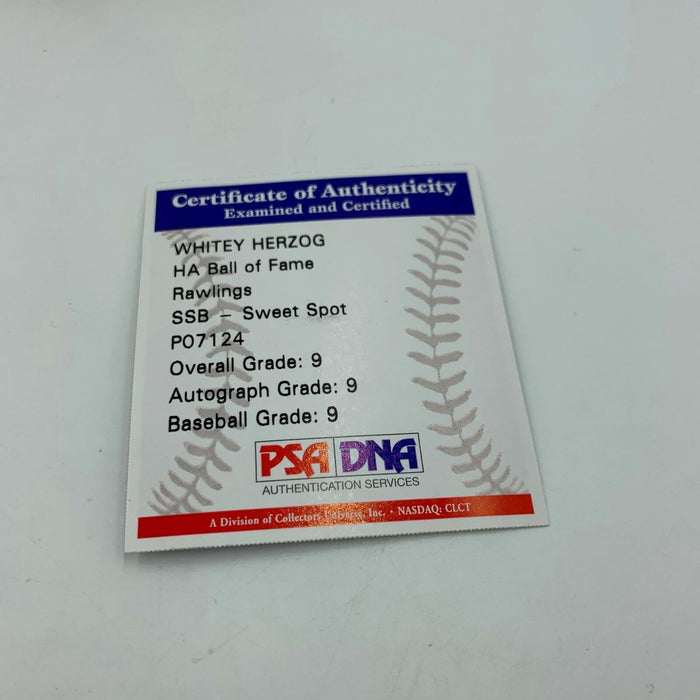 Certificate of Authenticity
Examined and Certified
WHITEY HERZOG
HA Ball of Fame
Rawlings
SSB – Sweet Spot
P07124
Overall Grade: 9
Autograph Grade: 9
Baseball Grade: 9
PSA DNA
AUTHENTICATION SERVICES
A Division of Collectors Universe, Inc. • NASDAQ: CLCT